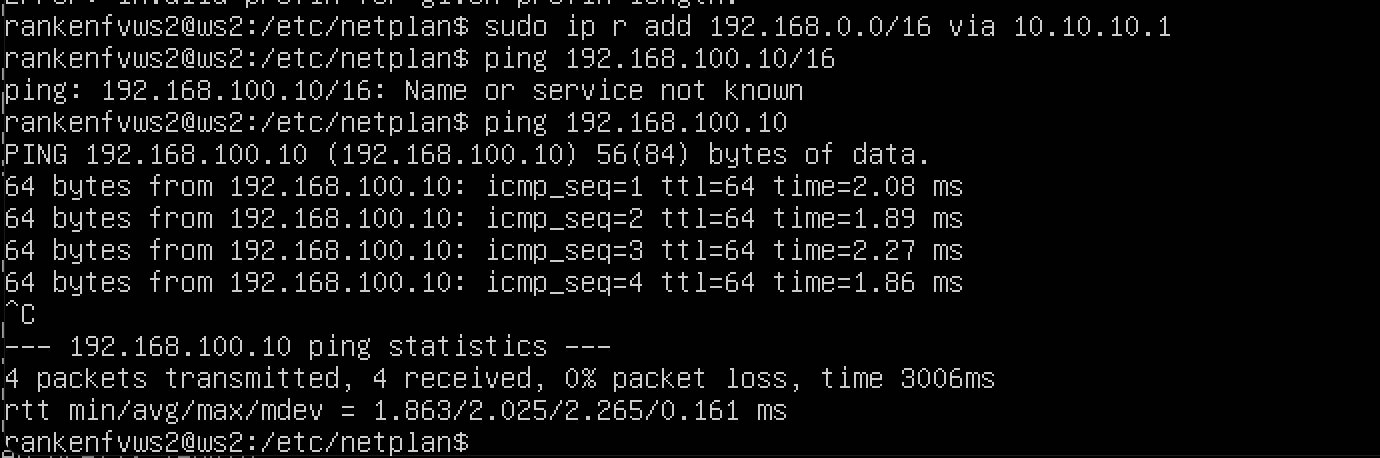 Error: Invalid prefix for given prefix length.
rankenfvws2@ws2:/etc/netplan$ sudo ip r add 192.168.0.0/16 via 10.10.10.1
rankenfvws2@ws2:/etc/netplan$ ping 192.168.100.10/16
ping: 192.168.100.10/16: Name or service not known
rankenfvws2@ws2:/etc/netplan$ ping 192.168.100.10
PING 192.168.100.10 (192.168.100.10) 56(84) bytes of data.
64 bytes from 192.168.100.10: icmp_seq=1 ttl=64 time=2.08 ms
64 bytes from 192.168.100.10: icmp_seq=2 ttl=64 time=1.89 ms
64 bytes from 192.168.100.10: icmp_seq=3 ttl=64 time=2.27 ms
64 bytes from 192.168.100.10: icmp_seq=4 ttl=64 time=1.86 ms
^C
--- 192.168.100.10 ping statistics ---
4 packets transmitted, 4 received, 0% packet loss, time 3006ms
rtt min/avg/max/mdev = 1.863/2.025/2.265/0.161 ms
rankenfvws2@ws2:/etc/netplan$